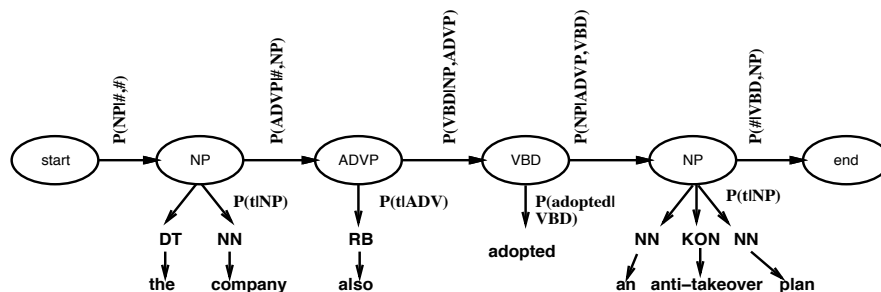 P(NP|#,#)
P(ADVP|#,NP)
P(VBD|NP,ADVP)
P(NP|ADVP,VBD)
P(#|VBD,NP)
start
NP
ADVP
VBD
NP
end
P(t|NP)
P(t|ADV)
P(adopted|
VBD)
P(t|NP)
DT
NN
RB
adopted
NN
KON
NN
the
company
also
an
anti-takeover
plan